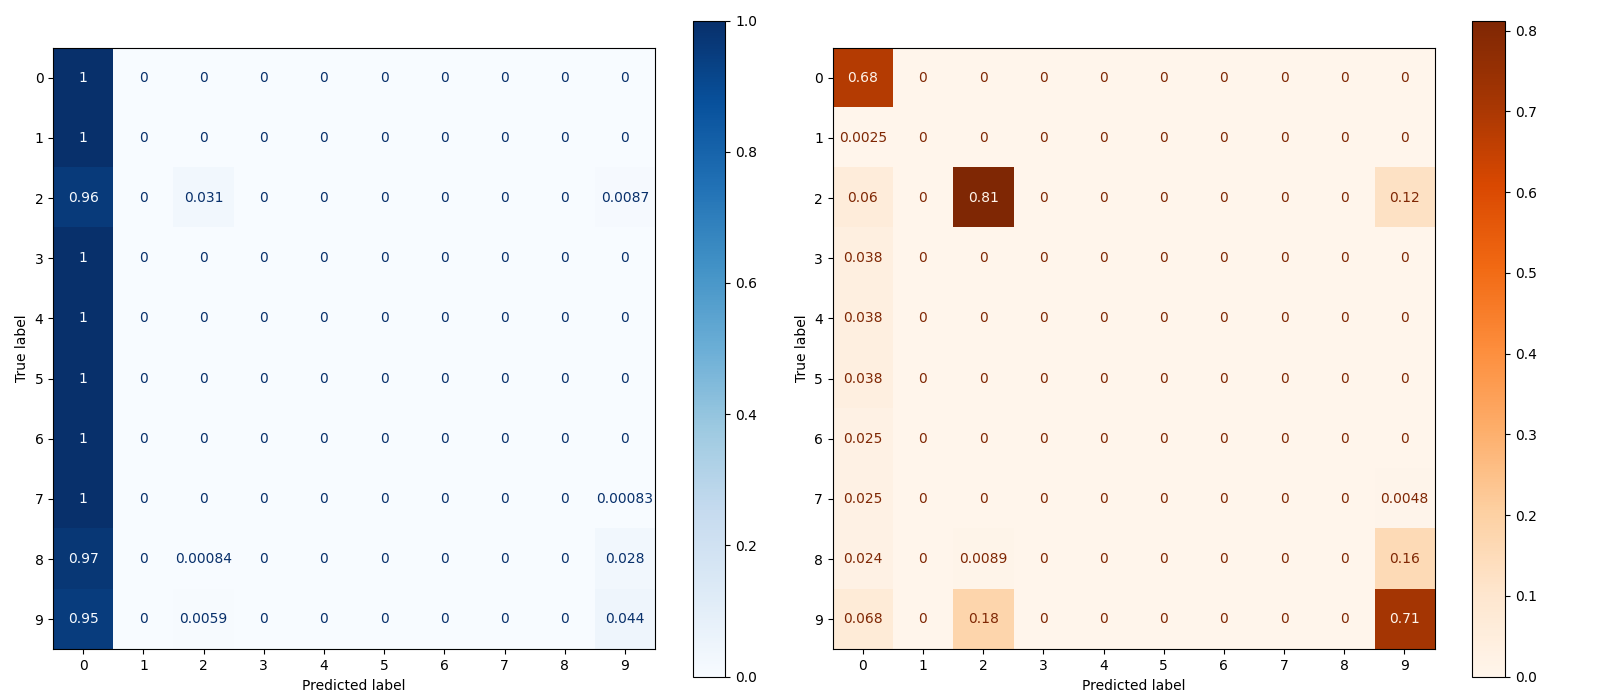 0 1 0 0 0 0 0 0 0 0 0
1 1 0 0 0 0 0 0 0 0 0
2 0.96 0 0.031 0 0 0 0 0 0 0.0087
3 1 0 0 0 0 0 0 0 0 0
4 1 0 0 0 0 0 0 0 0 0
5 1 0 0 0 0 0 0 0 0 0
6 1 0 0 0 0 0 0 0 0 0
7 1 0 0 0 0 0 0 0 0 0.00083
8 0.97 0 0.00084 0 0 0 0 0 0 0.028
9 0.95 0 0.0059 0 0 0 0 0 0 0.044
0 1 2 3 4 5 6 7 8 9
Predicted label
True label
1.0
0.8
0.6
0.4
0.2
0.0
0 0.68 0 0 0 0 0 0 0 0 0
1 0.0025 0 0 0 0 0 0 0 0 0
2 0.06 0 0.81 0 0 0 0 0 0 0.12
3 0.038 0 0 0 0 0 0 0 0 0
4 0.038 0 0 0 0 0 0 0 0 0
5 0.038 0 0 0 0 0 0 0 0 0
6 0.025 0 0 0 0 0 0 0 0 0
7 0.025 0 0 0 0 0 0 0 0 0.0048
8 0.024 0 0.0089 0 0 0 0 0 0 0.16
9 0.068 0 0.18 0 0 0 0 0 0 0.71
0 1 2 3 4 5 6 7 8 9
Predicted label
True label
0.8
0.7
0.6
0.5
0.4
0.3
0.2
0.1
0.0